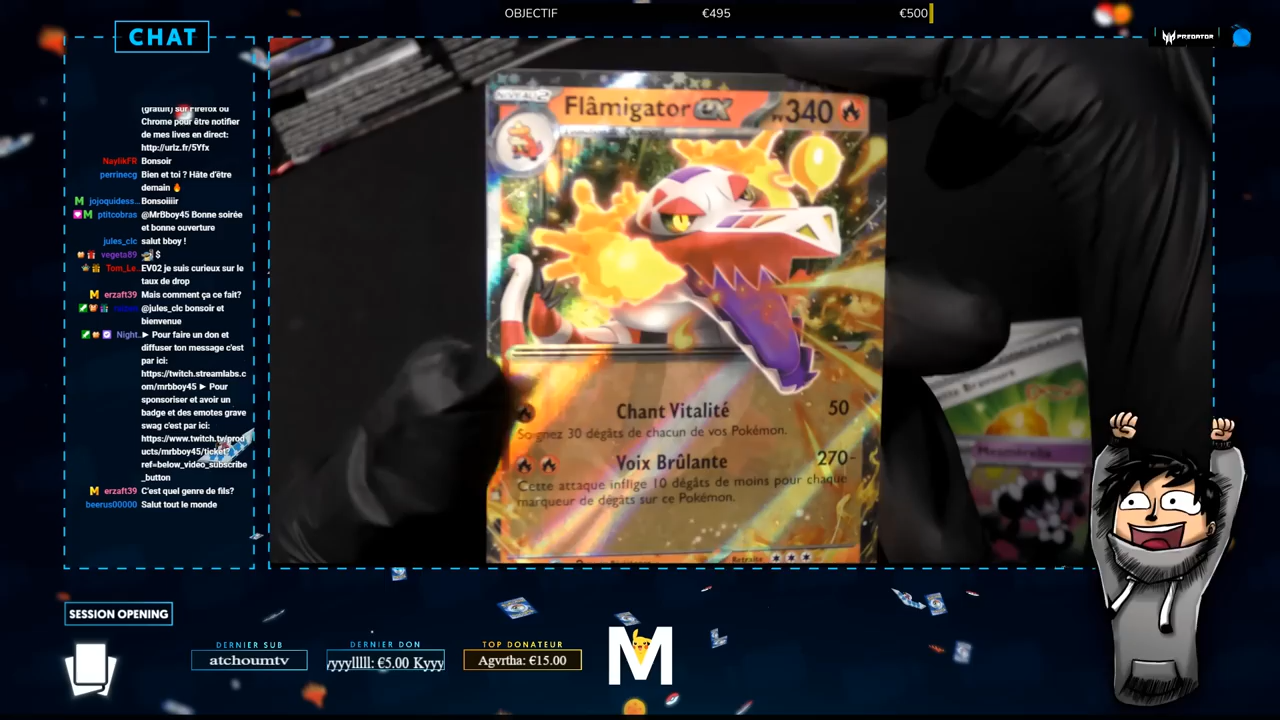 OBJECTIF €495 €500
CHAT
PREDATOR
(gratuit) sur Firefox ou
Chrome pour être notifier
de mes lives en direct:
http://urlz.fr/5Yfx
NaylikFR Bonsoir
perrinecg Bien et toi ? Hâte d'être
demain 🔥
jojoquidess... Bonsoiiiir
ptitcobras @MrBboy45 Bonne soirée
et bonne ouverture
jules_clc salut bboy !
vegeta89 $
Tom_Le... EV02 je suis curieux sur le
taux de drop
erzaft39 Mais comment ça ce fait?
@jules_clc bonsoir et
bienvenue
Night... ► Pour faire un don et
diffuser ton message c'est
par ici:
https://twitch.streamlabs.c
om/mrbboy45 ► Pour
sponsoriser et avoir un
badge et des emotes grave
swag c'est par ici:
https://www.twitch.tv/prod
ucts/mrbboy45/ticket?
ref=below_video_subscribe
_button
erzaft39 C'est quel genre de fils?
beerus00000 Salut tout le monde
NIVEAU 2
Flâmigator ex PV 340
Chant Vitalité 50
Soignez 30 dégâts de chacun de vos Pokémon.
Voix Brûlante 270-
Cette attaque inflige 10 dégâts de moins pour chaque
marqueur de dégâts sur ce Pokémon.
Retraite
SESSION OPENING
DERNIER SUB
atchoumtv
DERNIER DON
yyylllll: €5.00 Kyyy
TOP DONATEUR
Agvrtha: €15.00
M